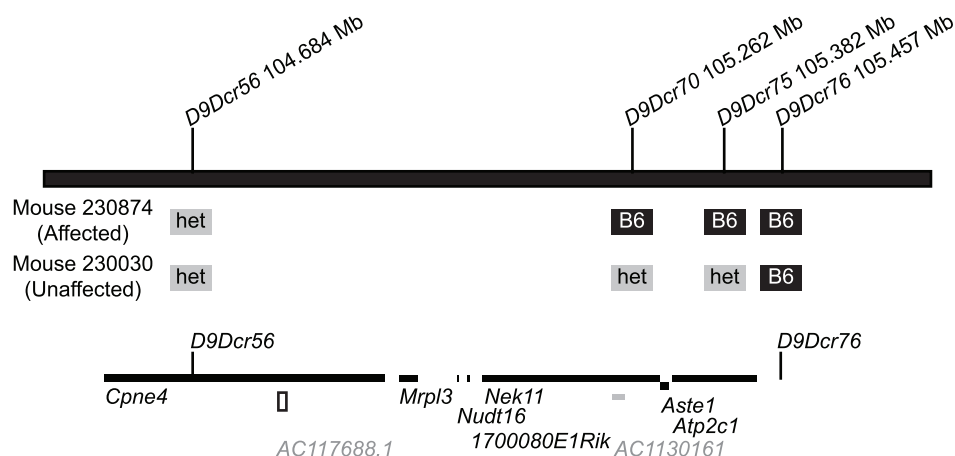 D9Dcr56 104.684 Mb
D9Dcr70 105.262 Mb
D9Dcr75 105.382 Mb
D9Dcr76 105.457 Mb
Mouse 230874
(Affected)
het
B6
B6
B6
Mouse 230030
(Unaffected)
het
het
het
B6
D9Dcr56
D9Dcr76
Cpne4
Mrpl3
Nek11
Nudt16
Aste1
Atp2c1
1700080E1Rik
AC117688.1
AC1130161